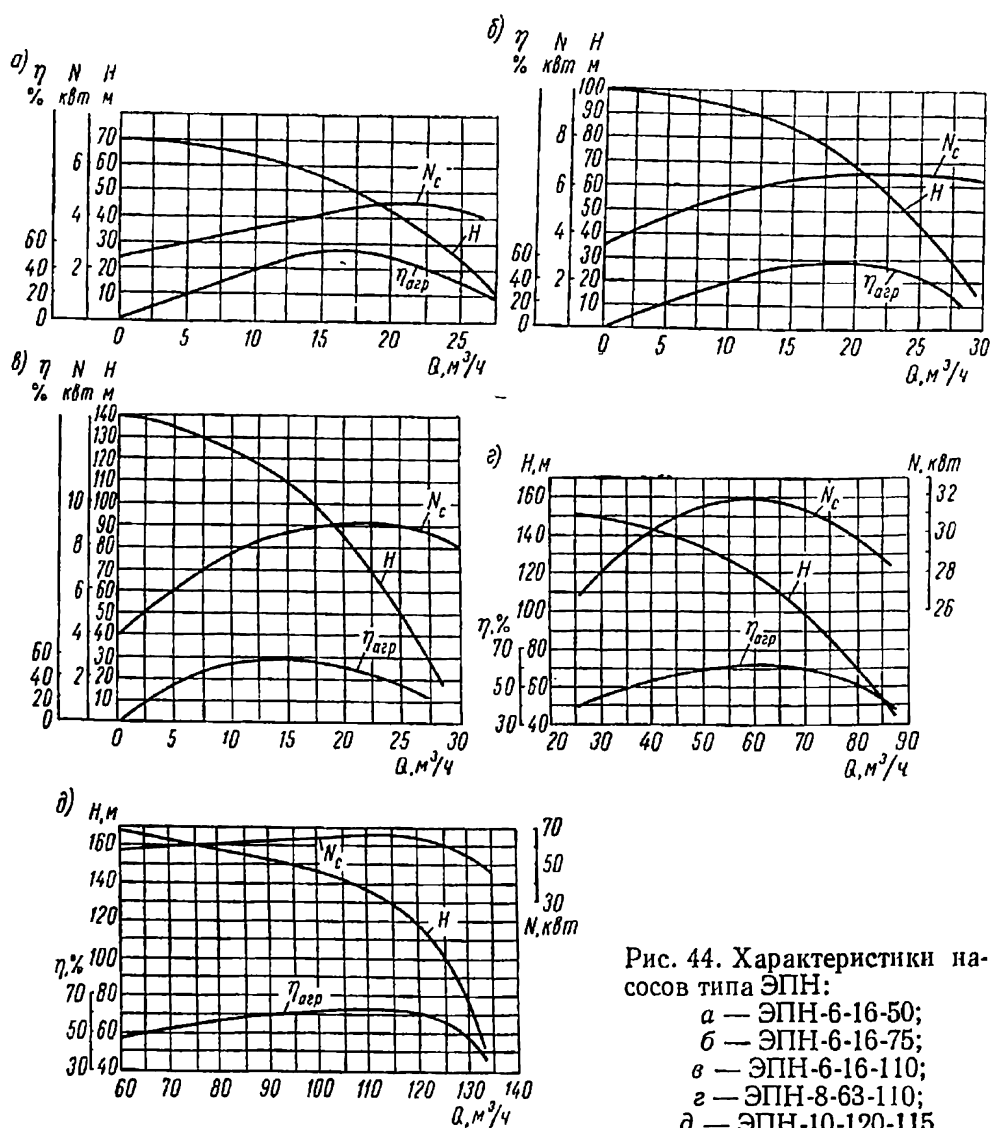 а) η N H
% квт м
70
60
50
40
30
20
10
6
4
2
60
40
20
0
N_c
H
η_агр
0 5 10 15 20 25
Q, м³/ч
б) η N H
% квт м
100
90
80
70
60
50
40
30
20
10
8
6
4
2
60
40
20
0
N_c
H
η_агр
0 5 10 15 20 25 30
Q, м³/ч
в) η N H
% квт м
140
130
120
110
100
90
80
70
60
50
40
30
20
10
10
8
6
4
2
60
40
20
0
N_c
H
η_агр
0 5 10 15 20 25 30
Q, м³/ч
г) H, м N, квт
160
140
120
100
80
60
40
32
30
28
26
η, %
70
50
30
N_c
H
η_агр
20 30 40 50 60 70 80 90
Q, м³/ч
д) H, м
160
140
120
100
80
60
40
70
50
30
N, квт
η, %
70
50
30
N_c
H
η_агр
60 70 80 90 100 110 120 130 140
Q, м³/ч
Рис. 44. Характеристики на-
сосов типа ЭПН:
а — ЭПН-6-16-50;
б — ЭПН-6-16-75;
в — ЭПН-6-16-110;
г — ЭПН-8-63-110;
д — ЭПН-10-120-115